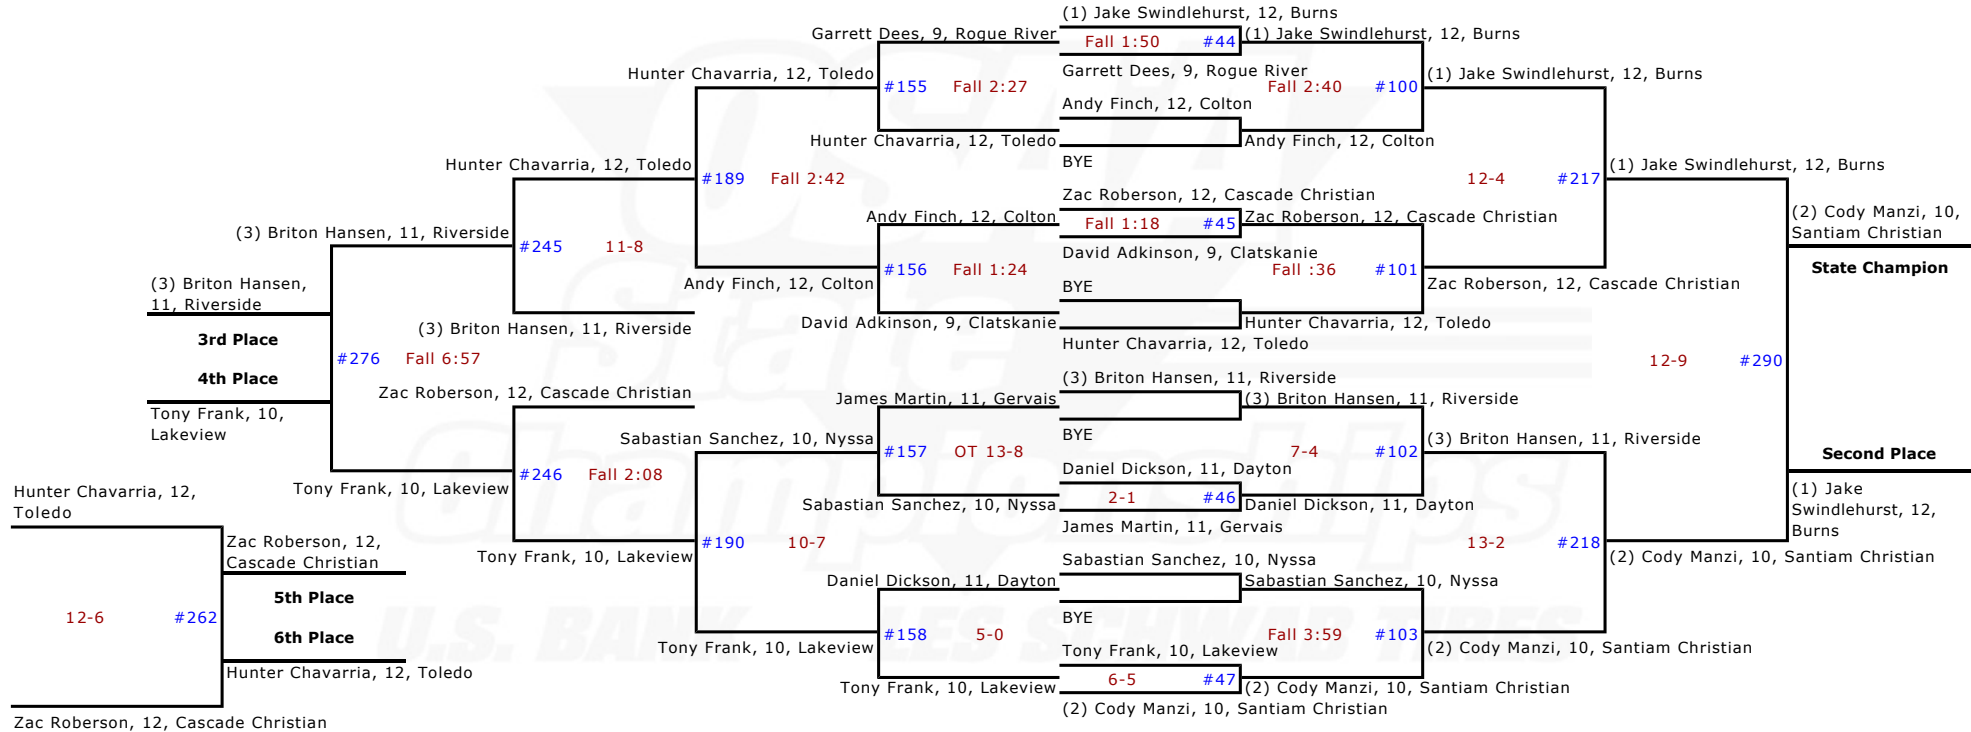 (1) Jake Swindlehurst, 12, Burns
Garrett Dees, 9, Rogue River
Fall 1:50 #44
(1) Jake Swindlehurst, 12, Burns
Hunter Chavarria, 12, Toledo
Garrett Dees, 9, Rogue River
(1) Jake Swindlehurst, 12, Burns
#155 Fall 2:27
Fall 2:40 #100
Andy Finch, 12, Colton
Hunter Chavarria, 12, Toledo
Andy Finch, 12, Colton
BYE
Hunter Chavarria, 12, Toledo
(1) Jake Swindlehurst, 12, Burns
#189 Fall 2:42
12-4 #217
Zac Roberson, 12, Cascade Christian
Andy Finch, 12, Colton
Fall 1:18 #45
Zac Roberson, 12, Cascade Christian
(2) Cody Manzi, 10,
Santiam Christian
(3) Briton Hansen, 11, Riverside
#245 11-8
David Adkinson, 9, Clatskanie
State Champion
#156 Fall 1:24
Fall :36 #101
(3) Briton Hansen,
11, Riverside
Andy Finch, 12, Colton
BYE
Zac Roberson, 12, Cascade Christian
David Adkinson, 9, Clatskanie
Hunter Chavarria, 12, Toledo
(3) Briton Hansen, 11, Riverside
3rd Place
Hunter Chavarria, 12, Toledo
#276 Fall 6:57
12-9 #290
4th Place
(3) Briton Hansen, 11, Riverside
Zac Roberson, 12, Cascade Christian
James Martin, 11, Gervais
(3) Briton Hansen, 11, Riverside
Tony Frank, 10,
Lakeview
BYE
Sabastian Sanchez, 10, Nyssa
(3) Briton Hansen, 11, Riverside
#157 OT 13-8
7-4 #102
Second Place
Daniel Dickson, 11, Dayton
#246 Fall 2:08
Tony Frank, 10, Lakeview
Hunter Chavarria, 12,
Toledo
Sabastian Sanchez, 10, Nyssa
2-1 #46
Daniel Dickson, 11, Dayton
(1) Jake
Swindlehurst, 12,
Burns
James Martin, 11, Gervais
Zac Roberson, 12,
Cascade Christian
#190 10-7
13-2 #218
Tony Frank, 10, Lakeview
Sabastian Sanchez, 10, Nyssa
(2) Cody Manzi, 10, Santiam Christian
Daniel Dickson, 11, Dayton
Sabastian Sanchez, 10, Nyssa
5th Place
12-6 #262
BYE
6th Place
#158 5-0
Fall 3:59 #103
Tony Frank, 10, Lakeview
Tony Frank, 10, Lakeview
(2) Cody Manzi, 10, Santiam Christian
Hunter Chavarria, 12, Toledo
Tony Frank, 10, Lakeview
6-5 #47
(2) Cody Manzi, 10, Santiam Christian
(2) Cody Manzi, 10, Santiam Christian
Zac Roberson, 12, Cascade Christian
OSAA
State
Championships
U.S. BANK LES SCHWAB TIRES